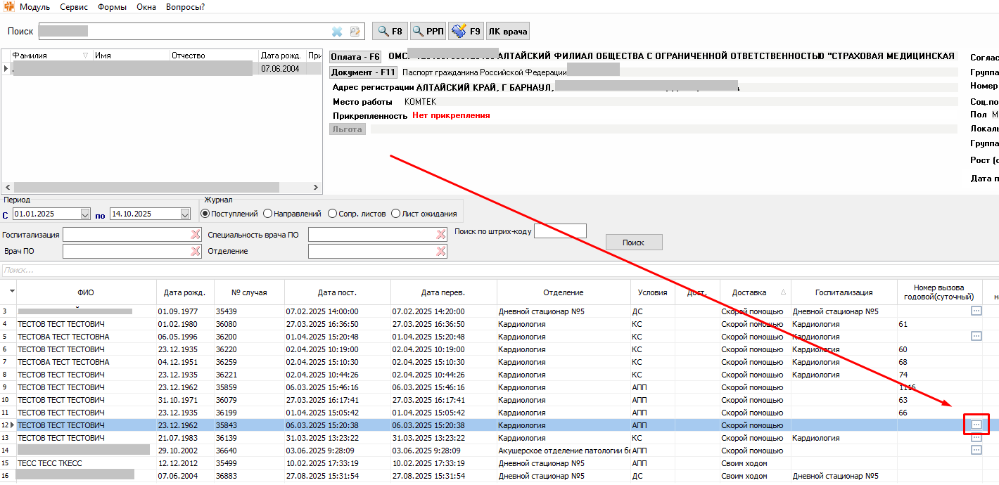 Модуль Сервис Формы Окна Вопросы?
Поиск F8 РРП F9 ЛК врача
Фамилия Имя Отчество Дата рожд. При
07.06.2004
Оплата - F6 ОМС АЛТАЙСКИЙ ФИЛИАЛ ОБЩЕСТВА С ОГРАНИЧЕННОЙ ОТВЕТСТВЕННОСТЬЮ "СТРАХОВАЯ МЕДИЦИНСКАЯ
Документ - F11 Паспорт гражданина Российской Федерации
Адрес регистрации АЛТАЙСКИЙ КРАЙ, Г БАРНАУЛ,
Место работы КОМТЕК
Прикрепленность Нет прикрепления
Льгота
Соглас
Группа
Номер
Соц.по
Пол М
Локаль
Группа
Рост (с
Дата п
Период Журнал
С 01.01.2025 по 14.10.2025 Поступлений Направлений Сопр. листов Лист ожидания
Госпитализация Специальность врача ПО Поиск по штрих-коду
Врач ПО Отделение Поиск
Поиск...
ФИО Дата рожд. № случая Дата пост. Дата перев. Отделение Условия Дост. Доставка Госпитализация Номер вызова годовой(суточный) н
3 01.09.1977 35439 07.02.2025 14:00:00 07.02.2025 14:20:00 Дневной стационар №5 ДС Скорой помощью Дневной стационар №5
4 ТЕСТОВ ТЕСТ ТЕСТОВИЧ 01.02.1980 36080 27.03.2025 16:36:50 27.03.2025 16:36:50 Кардиология КС Скорой помощью Кардиология 61
5 ТЕСТОВА ТЕСТ ТЕСТОВНА 06.05.1996 36200 01.04.2025 15:20:48 01.04.2025 15:20:48 Кардиология КС Скорой помощью Кардиология
6 ТЕСТОВ ТЕСТ ТЕСТОВИЧ 23.12.1935 36220 02.04.2025 10:19:00 02.04.2025 10:19:00 Кардиология КС Скорой помощью Кардиология 60
7 ТЕСТОВА ТЕСТ ТЕСТОВНА 04.12.1951 36259 02.04.2025 15:10:30 02.04.2025 15:10:30 Кардиология КС Скорой помощью Кардиология 68
8 ТЕСТОВ ТЕСТ ТЕСТОВИЧ 23.12.1935 36221 02.04.2025 10:44:26 02.04.2025 10:44:26 Кардиология КС Скорой помощью Кардиология 74
9 ТЕСТОВ ТЕСТ ТЕСТОВИЧ 23.12.1962 35859 06.03.2025 15:46:16 06.03.2025 15:46:16 Кардиология АПП Скорой помощью 1116
10 ТЕСТОВ ТЕСТ ТЕСТОВИЧ 31.10.1971 36079 27.03.2025 16:17:41 27.03.2025 16:17:41 Кардиология АПП Скорой помощью 63
11 ТЕСТОВ ТЕСТ ТЕСТОВИЧ 23.12.1935 36199 01.04.2025 15:05:42 01.04.2025 15:05:42 Кардиология АПП Скорой помощью 66
12 ТЕСТОВ ТЕСТ ТЕСТОВИЧ 23.12.1962 35843 06.03.2025 15:20:38 06.03.2025 15:20:38 Кардиология АПП Скорой помощью
13 ТЕСТОВ ТЕСТ ТЕСТОВИЧ 21.07.1983 36139 31.03.2025 13:23:22 31.03.2025 13:23:22 Кардиология КС Скорой помощью Кардиология
14 29.10.2002 36640 03.06.2025 9:28:09 03.06.2025 9:28:09 Акушерское отделение патологии бе АПП Скорой помощью
15 ТЕСС ТЕСС ТКЕСС 12.12.2012 35499 10.02.2025 17:33:19 10.02.2025 17:33:19 Дневной стационар №5 АПП Своим ходом
16 07.06.2004 36883 27.08.2025 15:31:54 27.08.2025 15:31:54 Дневной стационар №5 ДС Своим ходом Дневной стационар №5